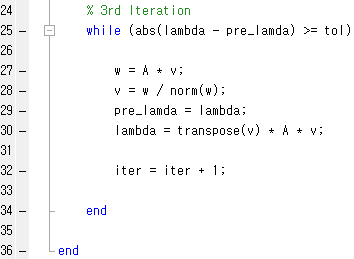 24 % 3rd Iteration
25 – while (abs(lambda - pre_lamda) >= tol)
26
27 – w = A * v;
28 – v = w / norm(w);
29 – pre_lamda = lambda;
30 – lambda = transpose(v) * A * v;
31
32 – iter = iter + 1;
33
34 – end
35
36 – end